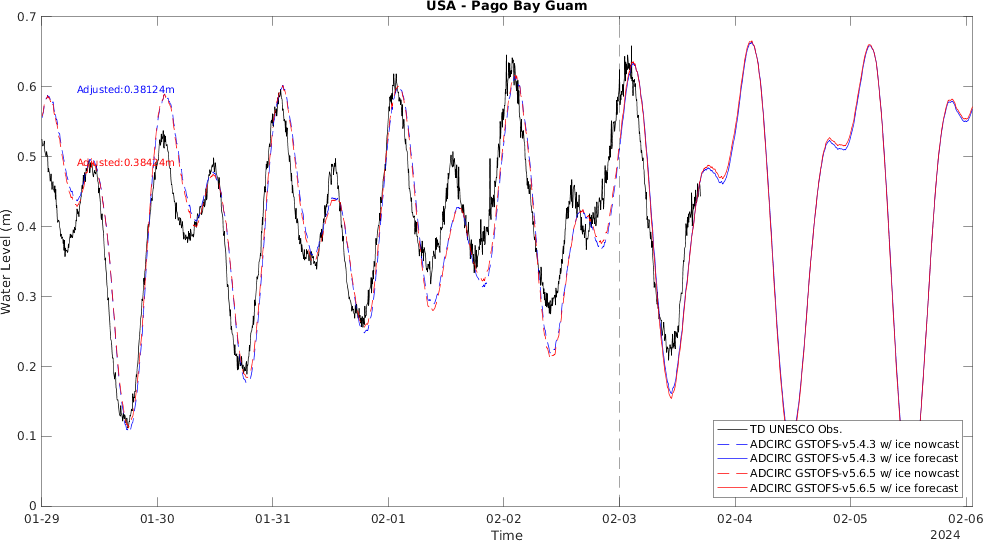 USA - Pago Bay Guam
0.7
0.6
0.5
0.4
0.3
0.2
0.1
0
Water Level (m)
Adjusted:0.38124m
TD UNESCO Obs.
ADCIRC GSTOFS-v5.4.3 w/ ice nowcast
ADCIRC GSTOFS-v5.4.3 w/ ice forecast
ADCIRC GSTOFS-v5.6.5 w/ ice nowcast
ADCIRC GSTOFS-v5.6.5 w/ ice forecast
01-29
01-30
01-31
02-01
02-02
02-03
02-04
02-05
02-06
Time
2024